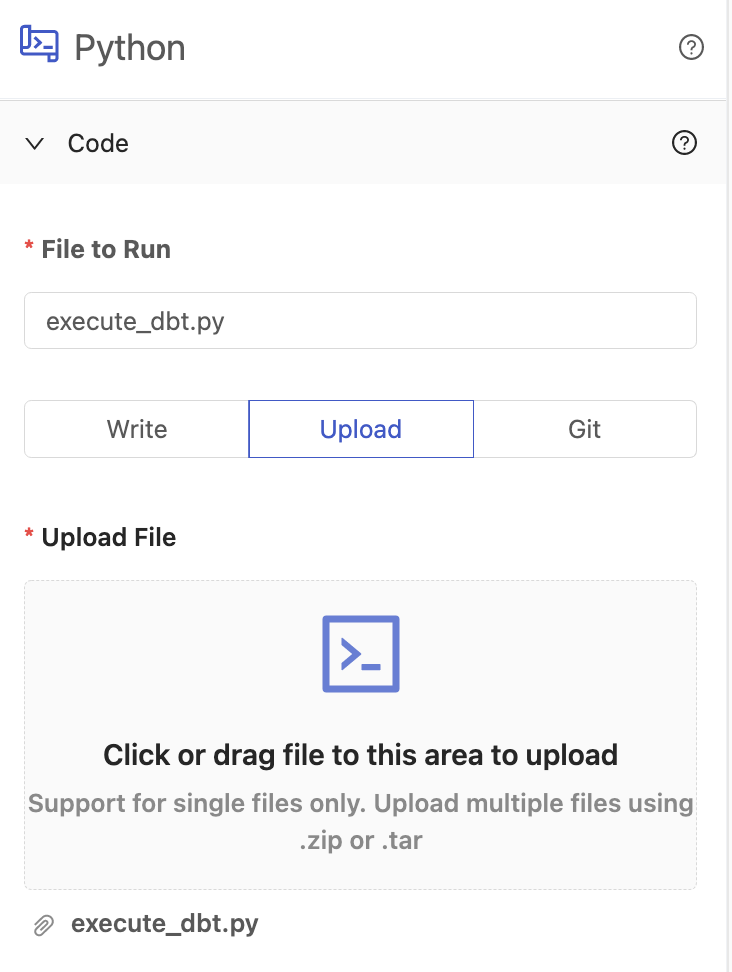 Python
Code
* File to Run
execute_dbt.py
Write Upload Git
* Upload File
Click or drag file to this area to upload
Support for single files only. Upload multiple files using
.zip or .tar
execute_dbt.py